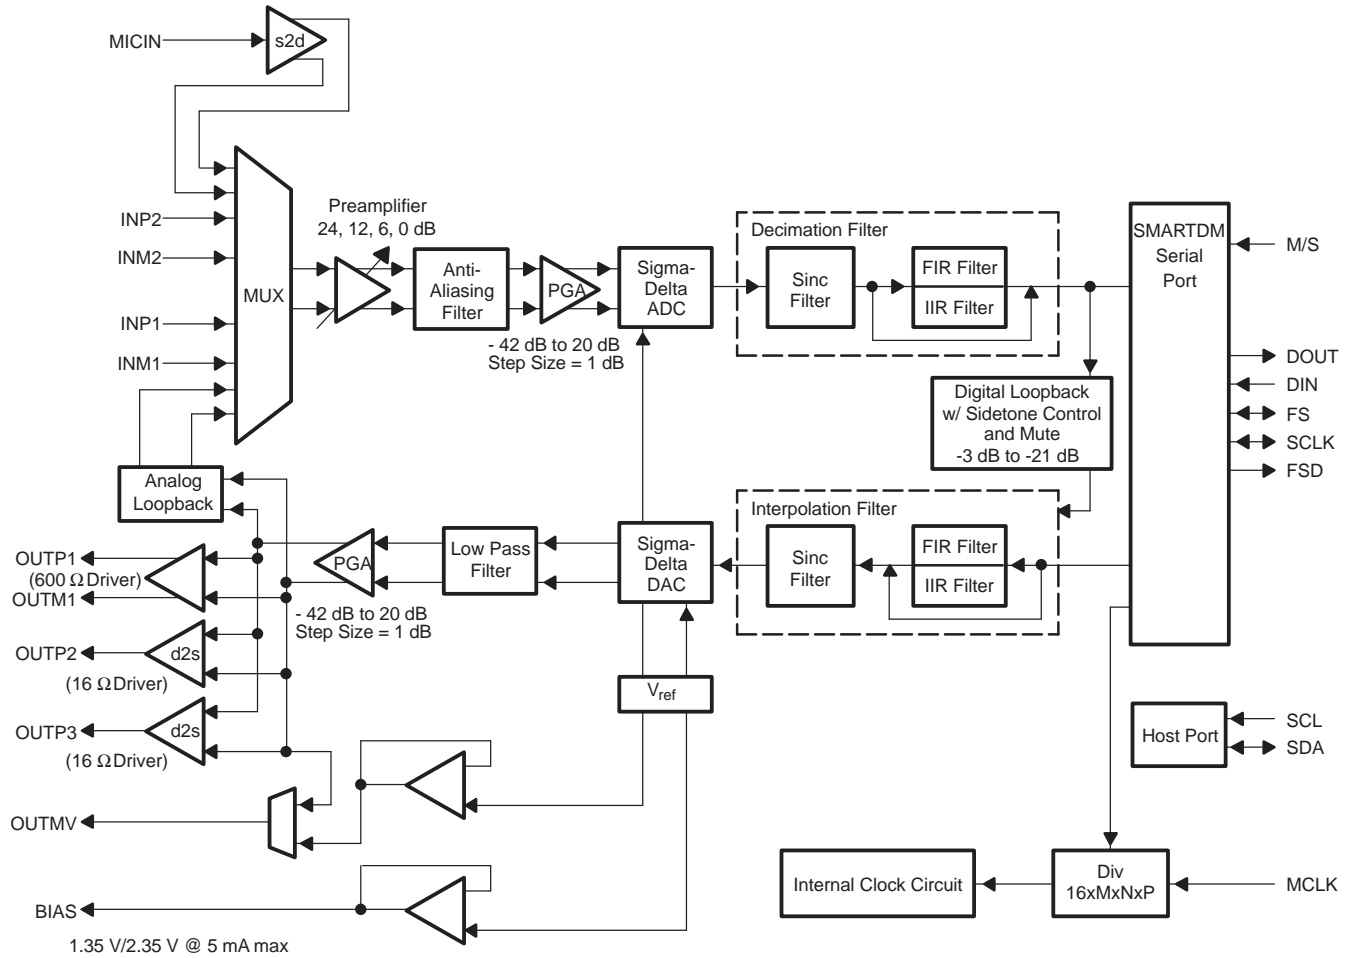 MICIN
s2d
INP2
INM2
INP1
INM1
MUX
Preamplifier
24, 12, 6, 0 dB
Anti-
Aliasing
Filter
PGA
- 42 dB to 20 dB
Step Size = 1 dB
Sigma-
Delta
ADC
Decimation Filter
Sinc
Filter
FIR Filter
IIR Filter
SMARTDM
Serial
Port
M/S
DOUT
DIN
FS
SCLK
FSD
Digital Loopback
w/ Sidetone Control
and Mute
-3 dB to -21 dB
Analog
Loopback
OUTP1
(600 Ω Driver)
OUTM1
PGA
- 42 dB to 20 dB
Step Size = 1 dB
Low Pass
Filter
Sigma-
Delta
DAC
Interpolation Filter
Sinc
Filter
FIR Filter
IIR Filter
OUTP2
d2s
(16 Ω Driver)
OUTP3
d2s
(16 Ω Driver)
Vref
Host Port
SCL
SDA
OUTMV
Internal Clock Circuit
Div
16xMxNxP
MCLK
BIAS
1.35 V/2.35 V @ 5 mA max